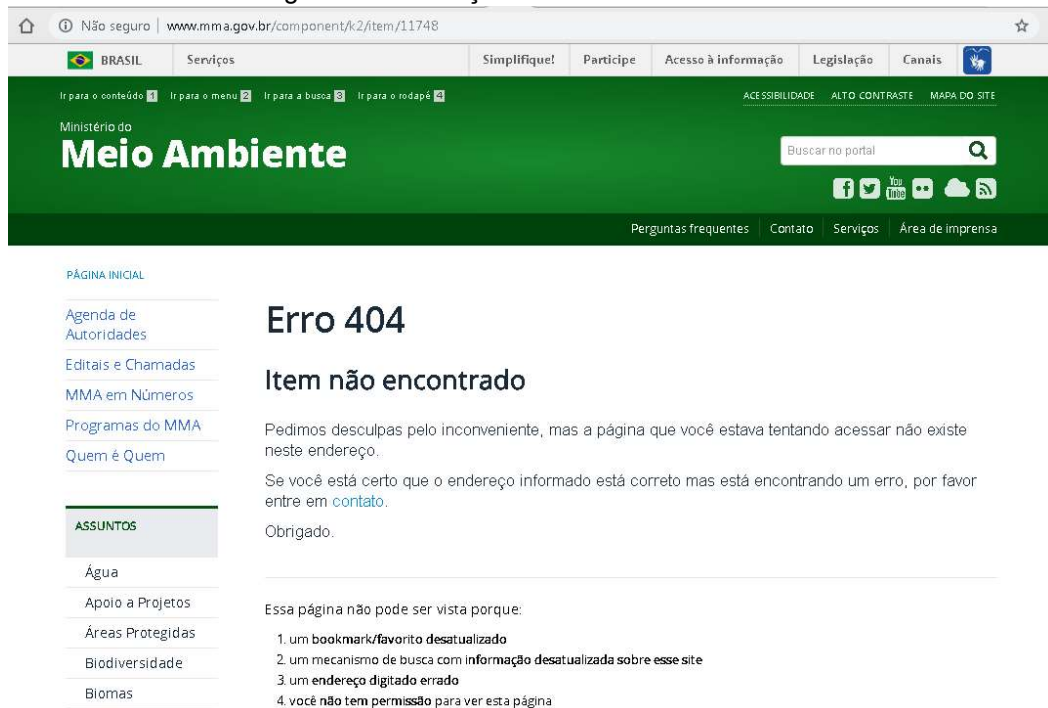 Não seguro | www.mma.gov.br/component/k2/item/11748
BRASIL Serviços Simplifique! Participe Acesso à informação Legislação Canais
Ir para o conteúdo 1 Ir para o menu 2 Ir para a busca 3 Ir para o rodapé 4 ACESSIBILIDADE ALTO CONTRASTE MAPA DO SITE
Ministério do
Meio Ambiente
Buscar no portal
You Tube
Perguntas frequentes Contato Serviços Área de imprensa
PÁGINA INICIAL
Agenda de
Autoridades
Editais e Chamadas
MMA em Números
Programas do MMA
Quem é Quem
ASSUNTOS
Água
Apoio a Projetos
Áreas Protegidas
Biodiversidade
Biomas
Erro 404
Item não encontrado
Pedimos desculpas pelo inconveniente, mas a página que você estava tentando acessar não existe
neste endereço.
Se você está certo que o endereço informado está correto mas está encontrando um erro, por favor
entre em contato.
Obrigado.
Essa página não pode ser vista porque:
1. um bookmark/favorito desatualizado
2. um mecanismo de busca com informação desatualizada sobre esse site
3. um endereço digitado errado
4. você não tem permissão para ver esta página